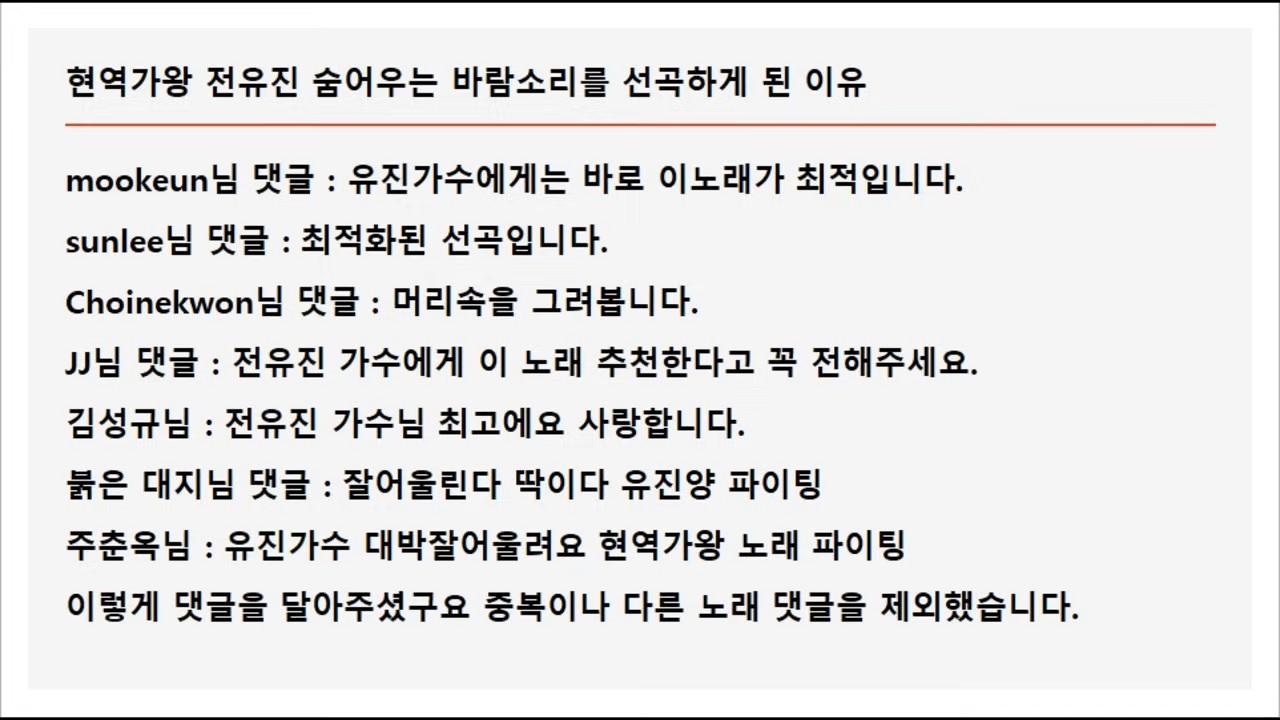 현역가왕 전유진 숨어우는 바람소리를 선곡하게 된 이유
mookeun님 댓글 : 유진가수에게는 바로 이노래가 최적입니다.
sunlee님 댓글 : 최적화된 선곡입니다.
Choinekwon님 댓글 : 머리속을 그려봅니다.
JJ님 댓글 : 전유진 가수에게 이 노래 추천한다고 꼭 전해주세요.
김성규님 : 전유진 가수님 최고에요 사랑합니다.
붉은 대지님 댓글 : 잘어울린다 딱이다 유진양 파이팅
주춘옥님 : 유진가수 대박잘어울려요 현역가왕 노래 파이팅
이렇게 댓글을 달아주셨구요 중복이나 다른 노래 댓글을 제외했습니다.